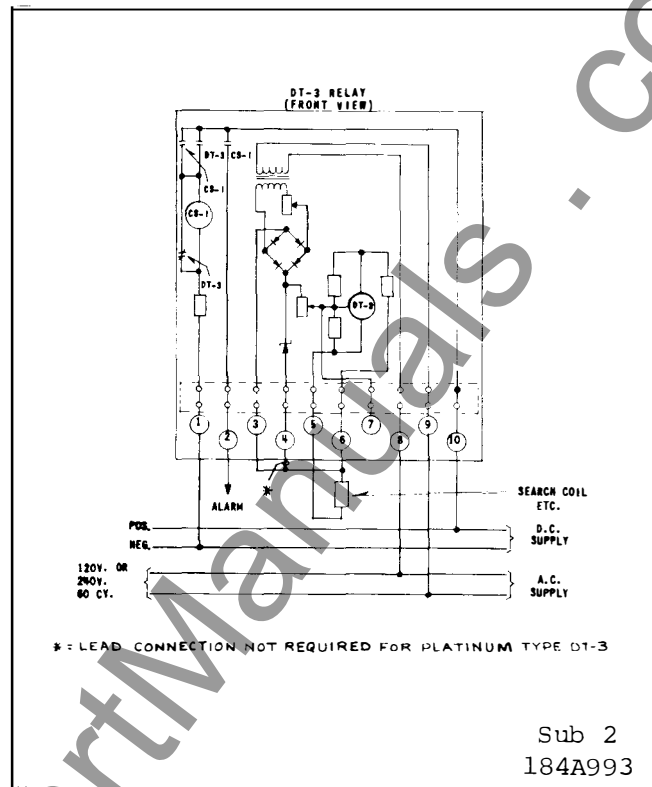 DT-3 RELAY
(FRONT VIEW)
DT-3 CS-1
CS-1
CS-1
DT-3
DT-3
1 2 3 4 5 6 7 8 9 10
*
ALARM
SEARCH COIL
ETC.
POS.
NEG.
D.C.
SUPPLY
120V. OR
240V.
60 CY.
A.C.
SUPPLY
* = LEAD CONNECTION NOT REQUIRED FOR PLATINUM TYPE DT-3
Sub 2
184A993
rtManuals . co